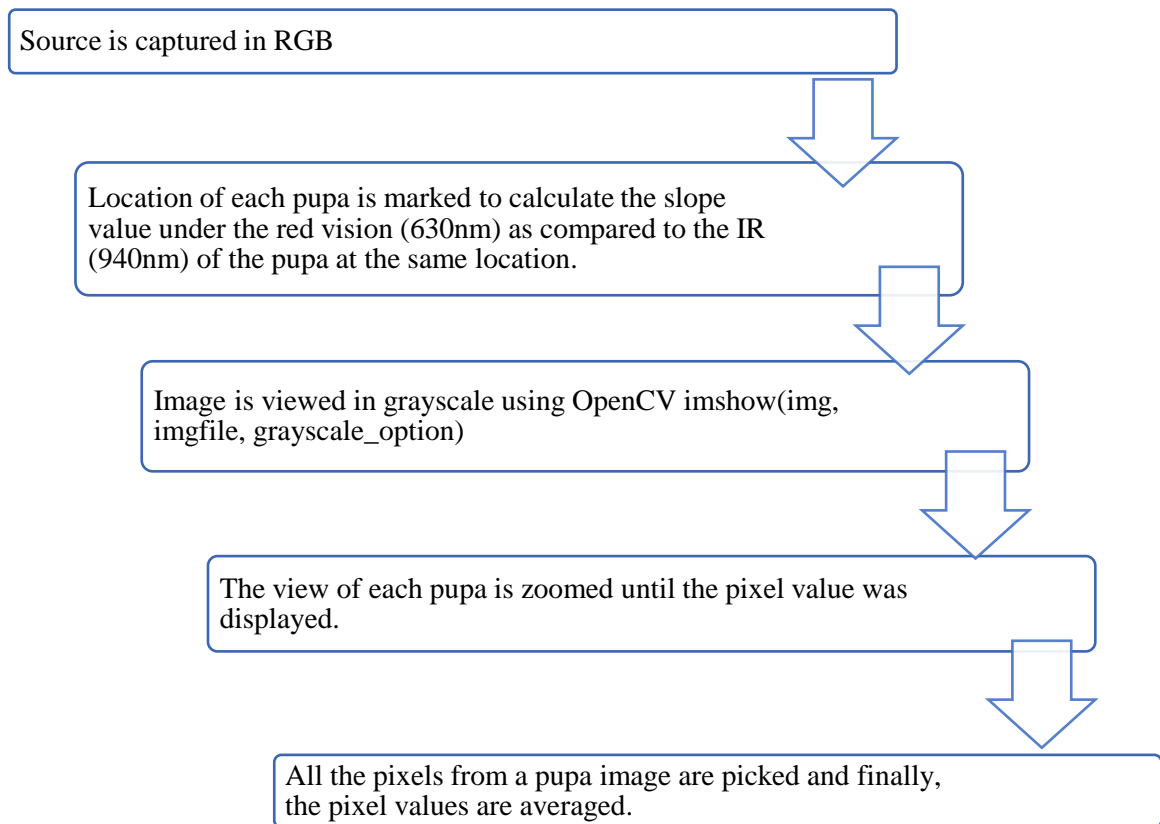 Source is captured in RGB
Location of each pupa is marked to calculate the slope
value under the red vision (630nm) as compared to the IR
(940nm) of the pupa at the same location.
Image is viewed in grayscale using OpenCV imshow(img,
imgfile, grayscale_option)
The view of each pupa is zoomed until the pixel value was
displayed.
All the pixels from a pupa image are picked and finally,
the pixel values are averaged.